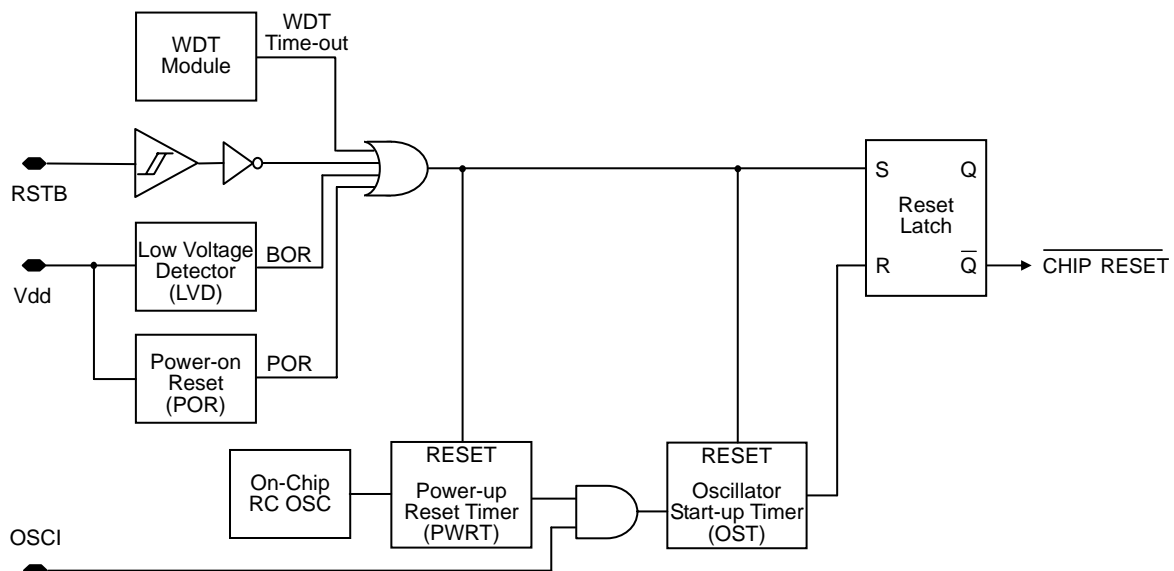 WDT
Module
WDT
Time-out
RSTB
Low Voltage
Detector
(LVD)
BOR
Vdd
Power-on
Reset
(POR)
POR
S
Q
Reset
Latch
R
Q
CHIP RESET
On-Chip
RC OSC
RESET
Power-up
Reset Timer
(PWRT)
RESET
Oscillator
Start-up Timer
(OST)
OSCI